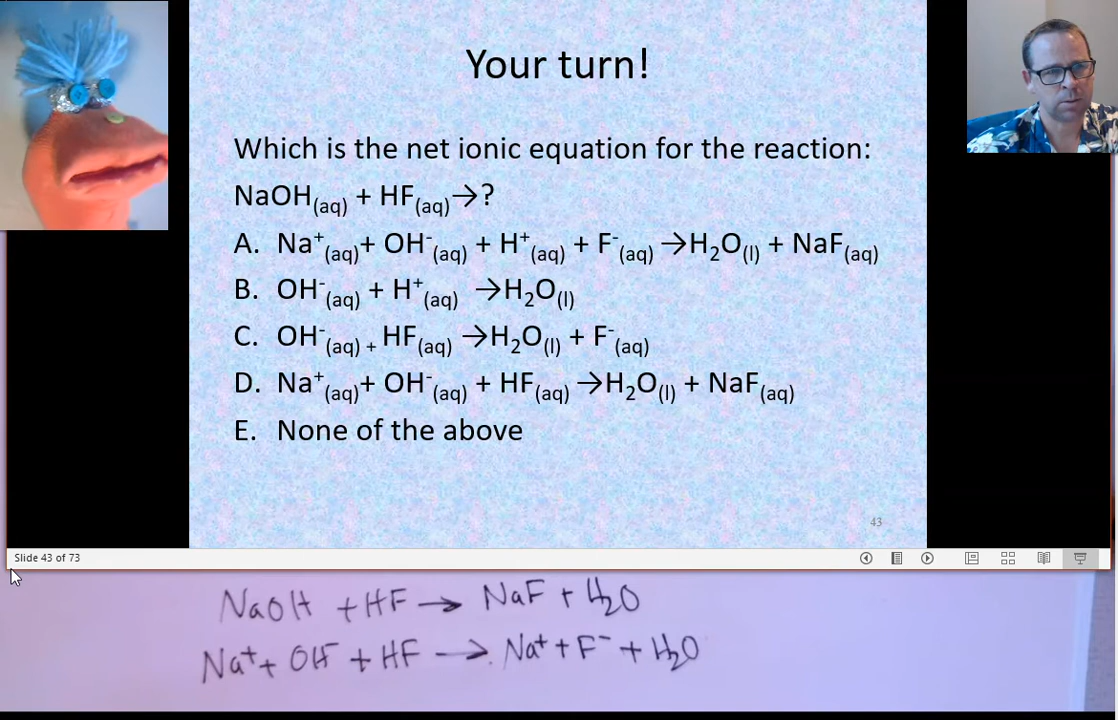 Your turn!
Which is the net ionic equation for the reaction:
NaOH(aq) + HF(aq)→?
A. Na⁺(aq)+ OH⁻(aq) + H⁺(aq) + F⁻(aq) →H₂O(l) + NaF(aq)
B. OH⁻(aq) + H⁺(aq) →H₂O(l)
C. OH⁻(aq) + HF(aq) →H₂O(l) + F⁻(aq)
D. Na⁺(aq)+ OH⁻(aq) + HF(aq) →H₂O(l) + NaF(aq)
E. None of the above
43
Slide 43 of 73
NaOH + HF → NaF + H₂O
Na⁺ + OH⁻ + HF → Na⁺ + F⁻ + H₂O